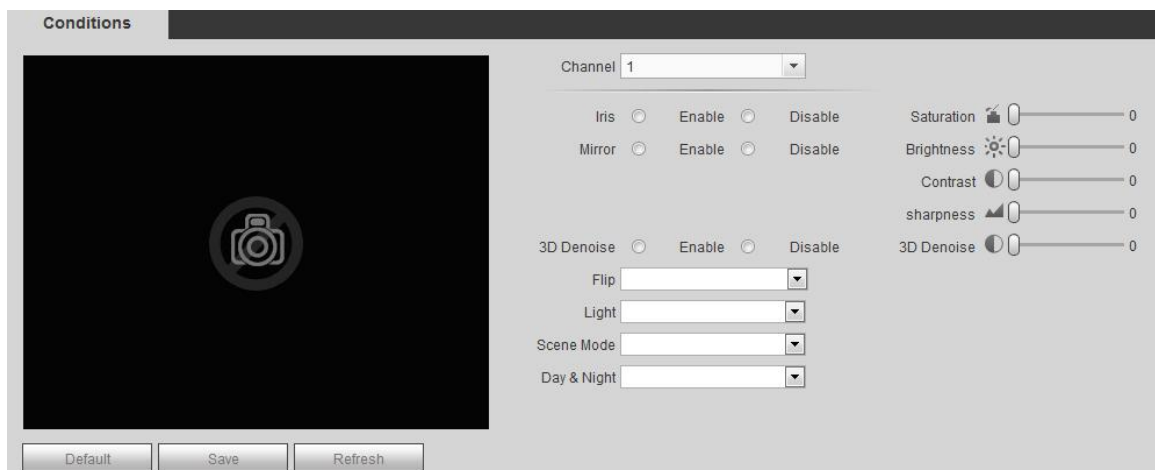 Conditions
Channel 1
Iris Enable Disable Saturation 0
Mirror Enable Disable Brightness 0
Contrast 0
sharpness 0
3D Denoise Enable Disable 3D Denoise 0
Flip
Light
Scene Mode
Day & Night
Default Save Refresh